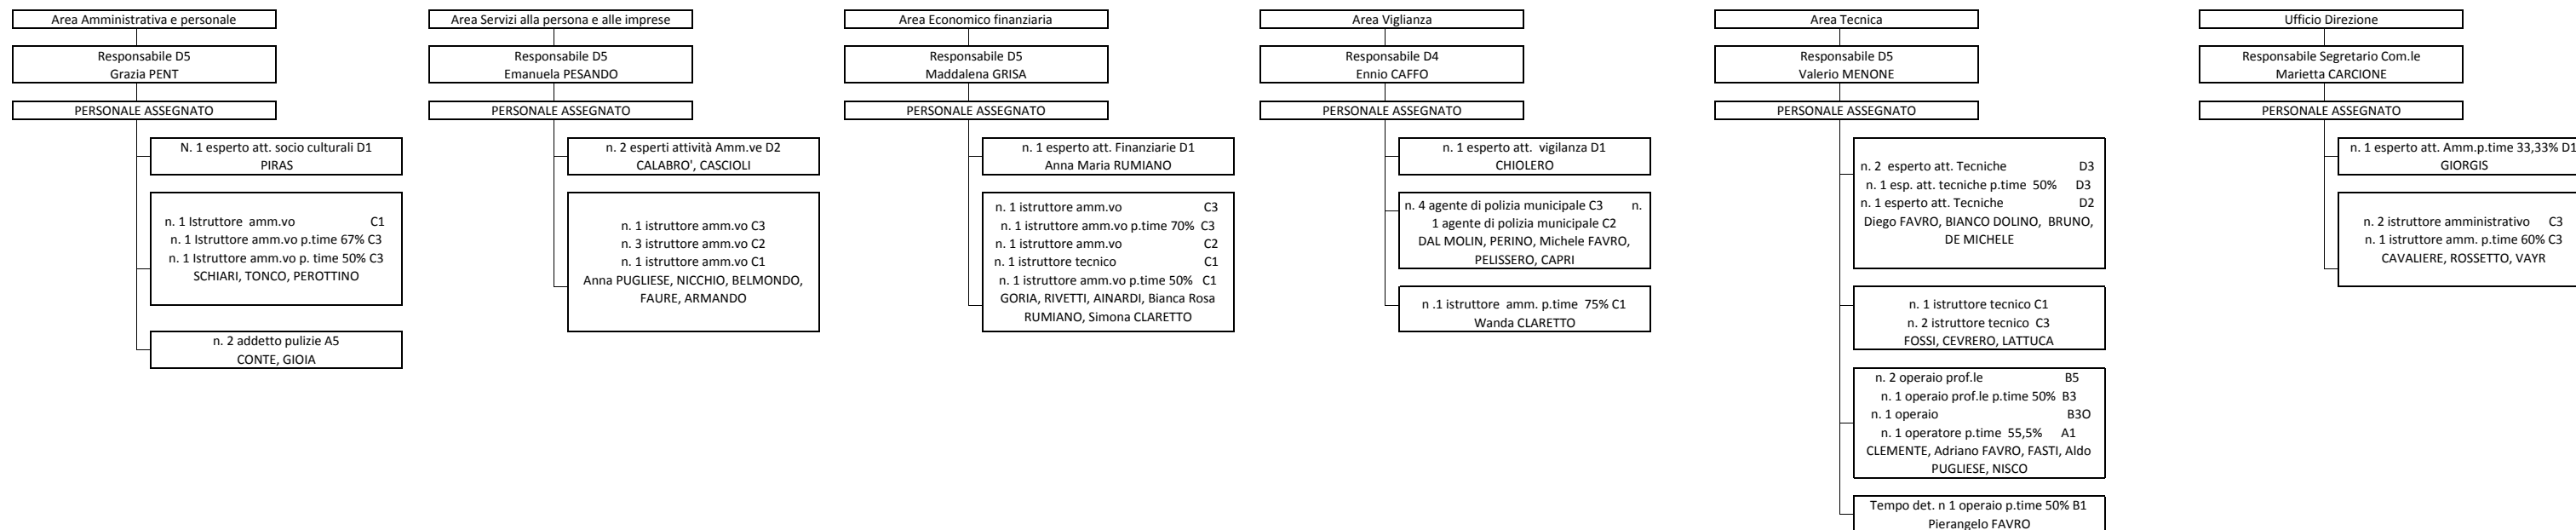 Area Amministrativa e personale
Responsabile D5
Grazia PENT
PERSONALE ASSEGNATO
N. 1 esperto att. socio culturali D1
PIRAS
n. 1 Istruttore amm.vo C1
n. 1 Istruttore amm.vo p.time 67% C3
n. 1 Istruttore amm.vo p. time 50% C3
SCHIARI, TONCO, PEROTTINO
n. 2 addetto pulizie A5
CONTE, GIOIA
Area Servizi alla persona e alle imprese
Responsabile D5
Emanuela PESANDO
PERSONALE ASSEGNATO
n. 2 esperti attività Amm.ve D2
CALABRO', CASCIOLI
n. 1 istruttore amm.vo C3
n. 3 istruttore amm.vo C2
n. 1 istruttore amm.vo C1
Anna PUGLIESE, NICCHIO, BELMONDO,
FAURE, ARMANDO
Area Economico finanziaria
Responsabile D5
Maddalena GRISA
PERSONALE ASSEGNATO
n. 1 esperto att. Finanziarie D1
Anna Maria RUMIANO
n. 1 istruttore amm.vo C3
n. 1 istruttore amm.vo p.time 70% C3
n. 1 istruttore amm.vo C2
n. 1 istruttore tecnico C1
n. 1 istruttore amm.vo p.time 50% C1
GORIA, RIVETTI, AINARDI, Bianca Rosa
RUMIANO, Simona CLARETTO
Area Viglianza
Responsabile D4
Ennio CAFFO
PERSONALE ASSEGNATO
n. 1 esperto att. vigilanza D1
CHIOLERO
n. 4 agente di polizia municipale C3 n.
1 agente di polizia municipale C2
DAL MOLIN, PERINO, Michele FAVRO,
PELISSERO, CAPRI
n .1 istruttore amm. p.time 75% C1
Wanda CLARETTO
Area Tecnica
Responsabile D5
Valerio MENONE
PERSONALE ASSEGNATO
n. 2 esperto att. Tecniche D3
n. 1 esp. att. tecniche p.time 50% D3
n. 1 esperto att. Tecniche D2
Diego FAVRO, BIANCO DOLINO, BRUNO,
DE MICHELE
n. 1 istruttore tecnico C1
n. 2 istruttore tecnico C3
FOSSI, CEVRERO, LATTUCA
n. 2 operaio prof.le B5
n. 1 operaio prof.le p.time 50% B3
n. 1 operaio B3O
n. 1 operatore p.time 55,5% A1
CLEMENTE, Adriano FAVRO, FASTI, Aldo
PUGLIESE, NISCO
Tempo det. n 1 operaio p.time 50% B1
Pierangelo FAVRO
Ufficio Direzione
Responsabile Segretario Com.le
Marietta CARCIONE
PERSONALE ASSEGNATO
n. 1 esperto att. Amm.p.time 33,33% D1
GIORGIS
n. 2 istruttore amministrativo C3
n. 1 istruttore amm. p.time 60% C3
CAVALIERE, ROSSETTO, VAYR